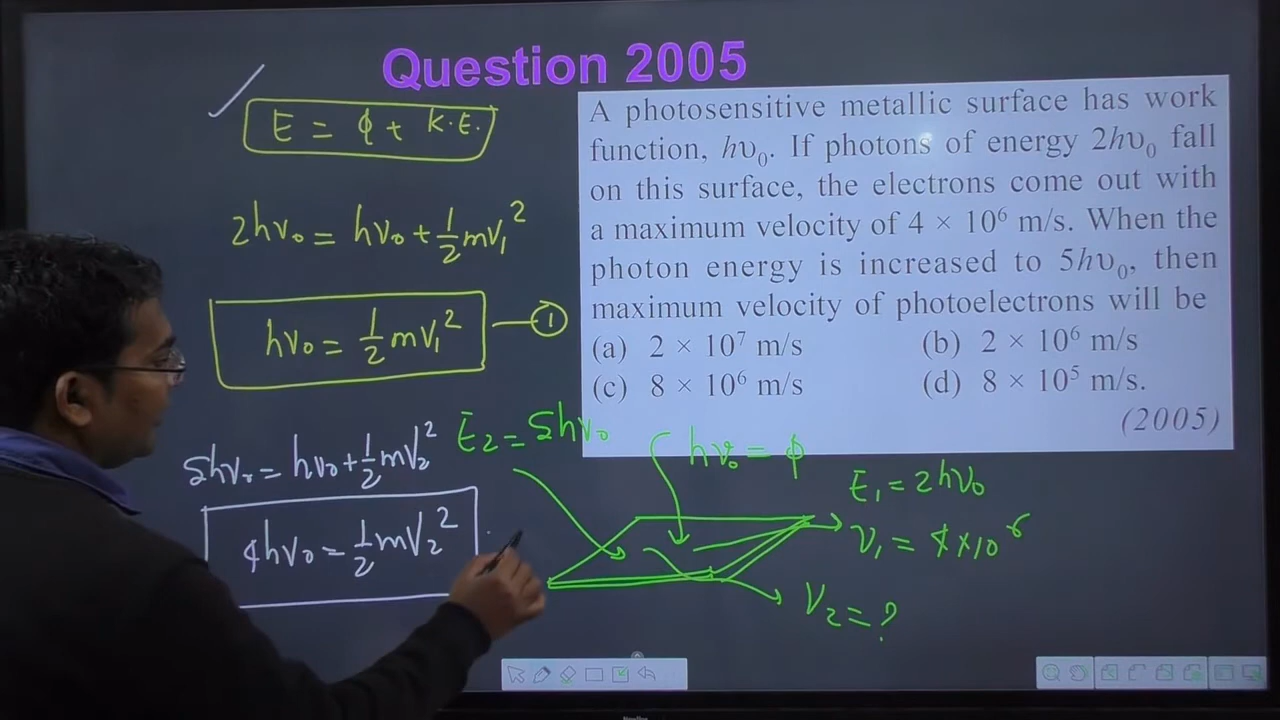 Question 2005
E = φ + K.E.
2hν₀ = hν₀ + ½mV₁²
hν₀ = ½mV₁² — ①
5hν₀ = hν₀ + ½mV₂²
4hν₀ = ½mV₂²
A photosensitive metallic surface has work
function, hυ₀. If photons of energy 2hυ₀ fall
on this surface, the electrons come out with
a maximum velocity of 4 × 10⁶ m/s. When the
photon energy is increased to 5hυ₀, then
maximum velocity of photoelectrons will be
(a) 2 × 10⁷ m/s (b) 2 × 10⁶ m/s
(c) 8 × 10⁶ m/s (d) 8 × 10⁵ m/s.
(2005)
E₂ = 5hν₀
hν₀ = φ
E₁ = 2hν₀
V₁ = 4×10⁶
V₂ = ?